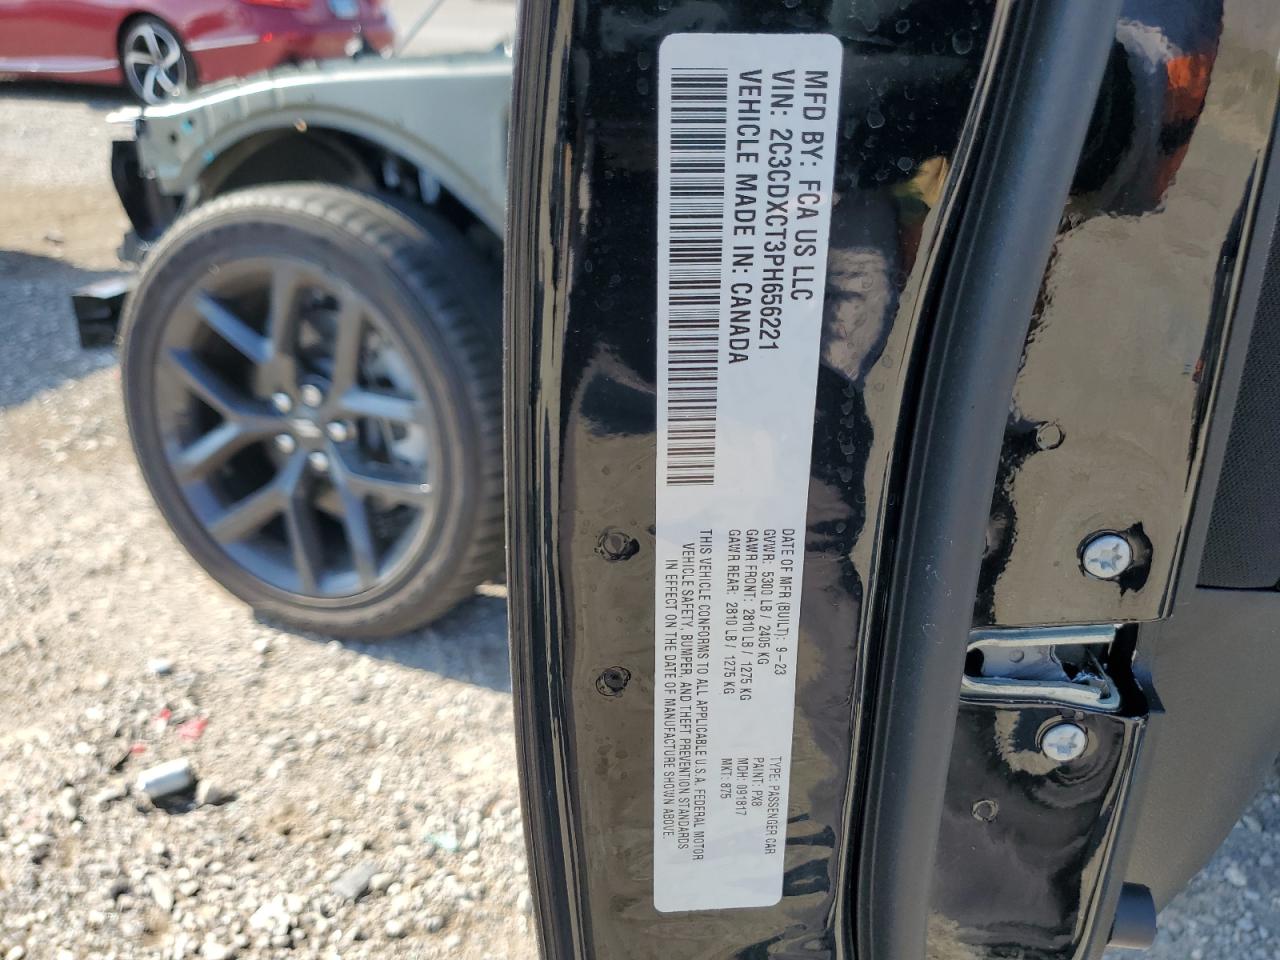 MFD BY: FCA US LLC
VIN: 2C3CDXCT3PH656221
VEHICLE MADE IN: CANADA
DATE OF MFR (BUILT): 9-23
GVWR: 5300 LB / 2405 KG
GAWR FRONT: 2810 LB / 1275 KG
GAWR REAR: 2810 LB / 1275 KG
THIS VEHICLE CONFORMS TO ALL APPLICABLE U.S.A. FEDERAL MOTOR
VEHICLE SAFETY, BUMPER, AND THEFT PREVENTION STANDARDS
IN EFFECT ON THE DATE OF MANUFACTURE SHOWN ABOVE.
TYPE: PASSENGER CAR
PAINT: PX8
MDH: 091817
MKT: 875